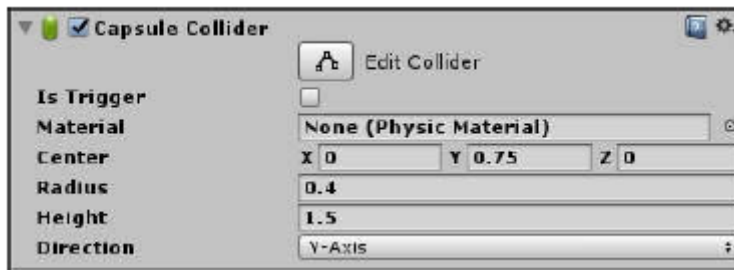 Capsule Collider
Edit Collider
Is Trigger
Material None (Physic Material)
Center X 0 Y 0.75 Z 0
Radius 0.4
Height 1.5
Direction Y-Axis